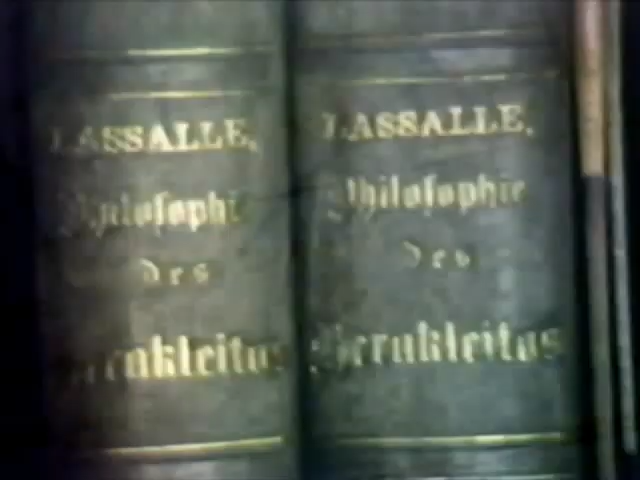 LASSALLE,
Philosophie
des
Herakleitos
LASSALLE,
Philosophie
des
Herakleitos